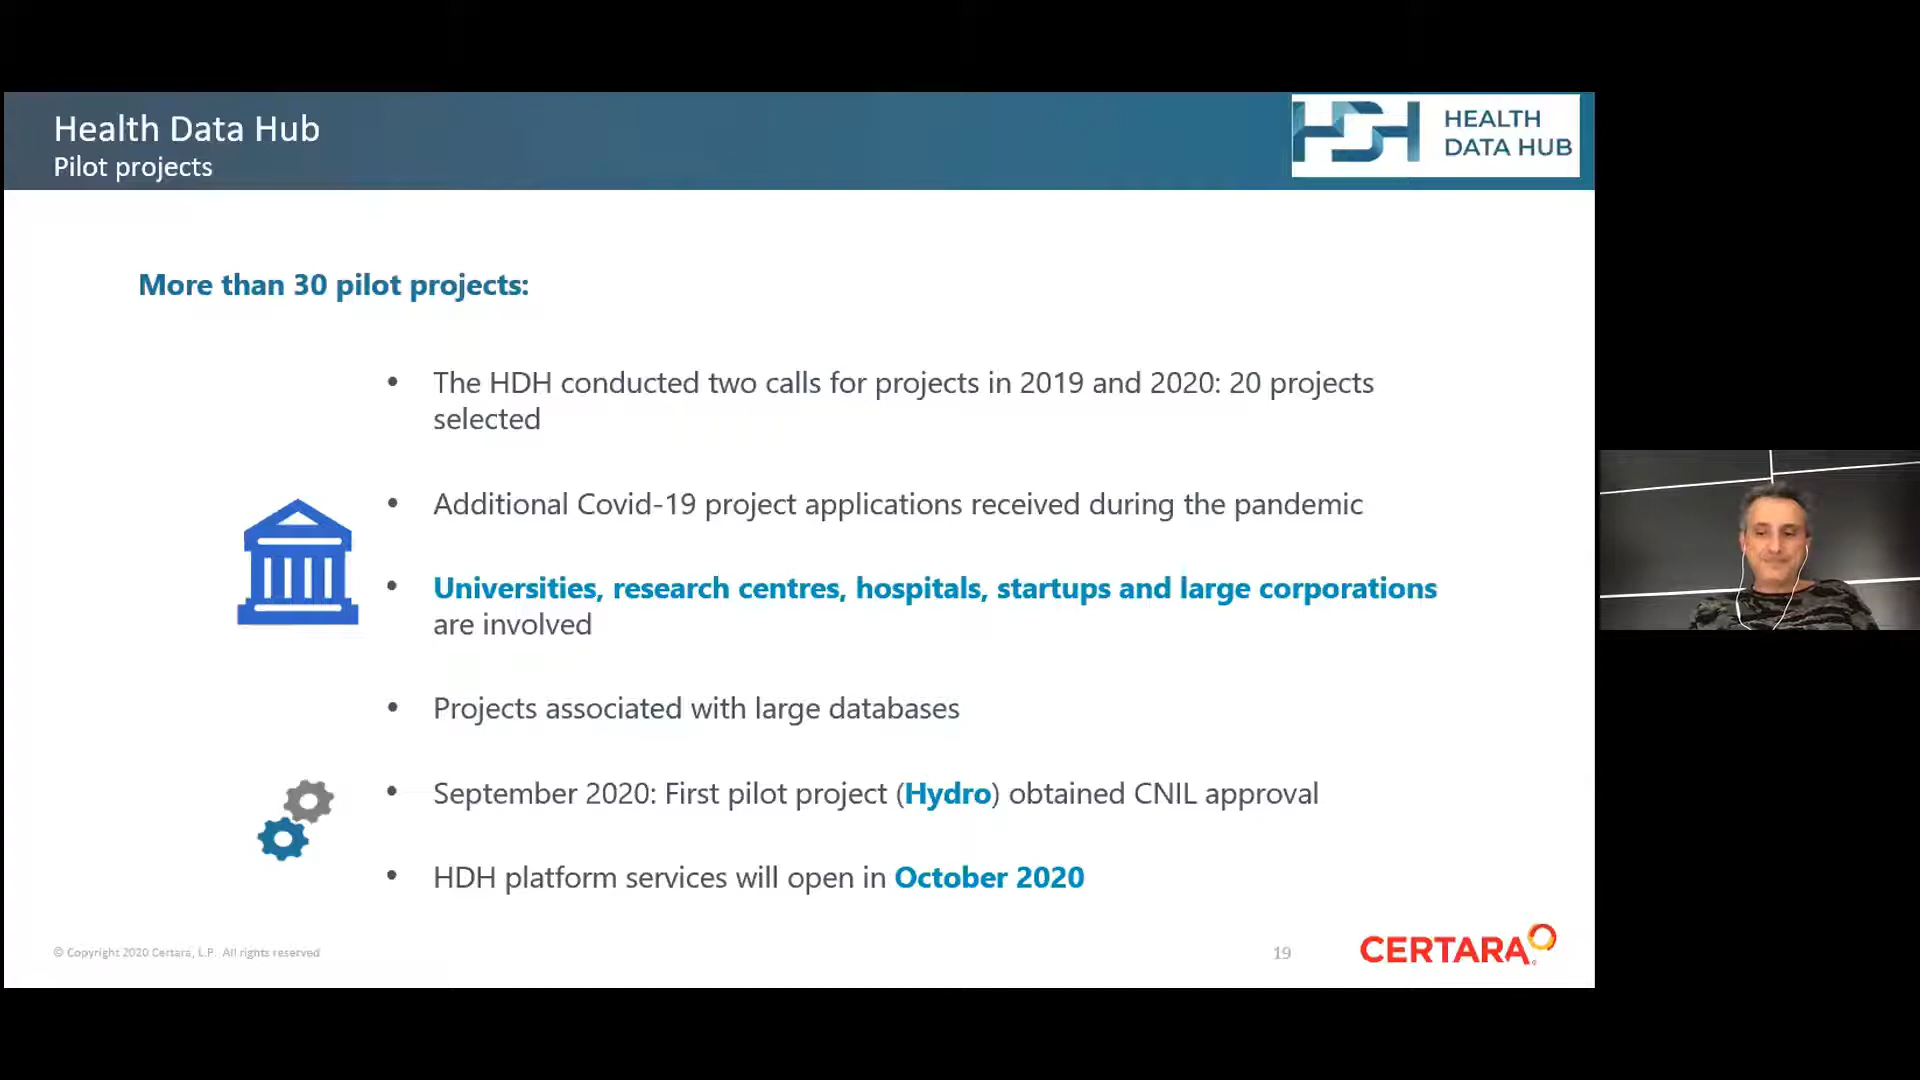 Health Data Hub
Pilot projects
HEALTH
DATA HUB
More than 30 pilot projects:
• The HDH conducted two calls for projects in 2019 and 2020: 20 projects
selected
• Additional Covid-19 project applications received during the pandemic
• Universities, research centres, hospitals, startups and large corporations
are involved
• Projects associated with large databases
• September 2020: First pilot project (Hydro) obtained CNIL approval
• HDH platform services will open in October 2020
© Copyright 2020 Certara, L.P. All rights reserved
19
CERTARA